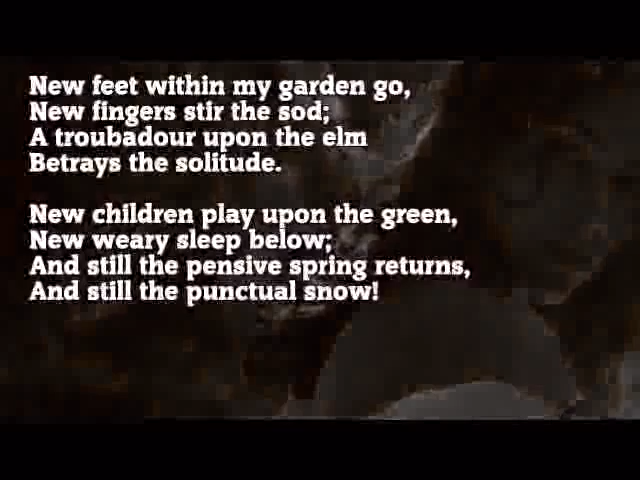 New feet within my garden go,
New fingers stir the sod;
A troubadour upon the elm
Betrays the solitude.
New children play upon the green,
New weary sleep below;
And still the pensive spring returns,
And still the punctual snow!